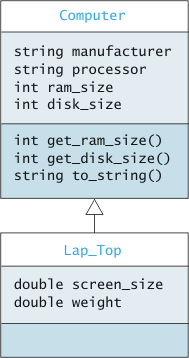 Computer
string manufacturer
string processor
int ram_size
int disk_size
int get_ram_size()
int get_disk_size()
string to_string()
Lap_Top
double screen_size
double weight